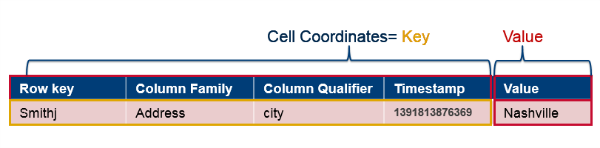 Cell Coordinates= Key Value
Row key Column Family Column Qualifier Timestamp Value
Smithj Address city 1391813876369 Nashville